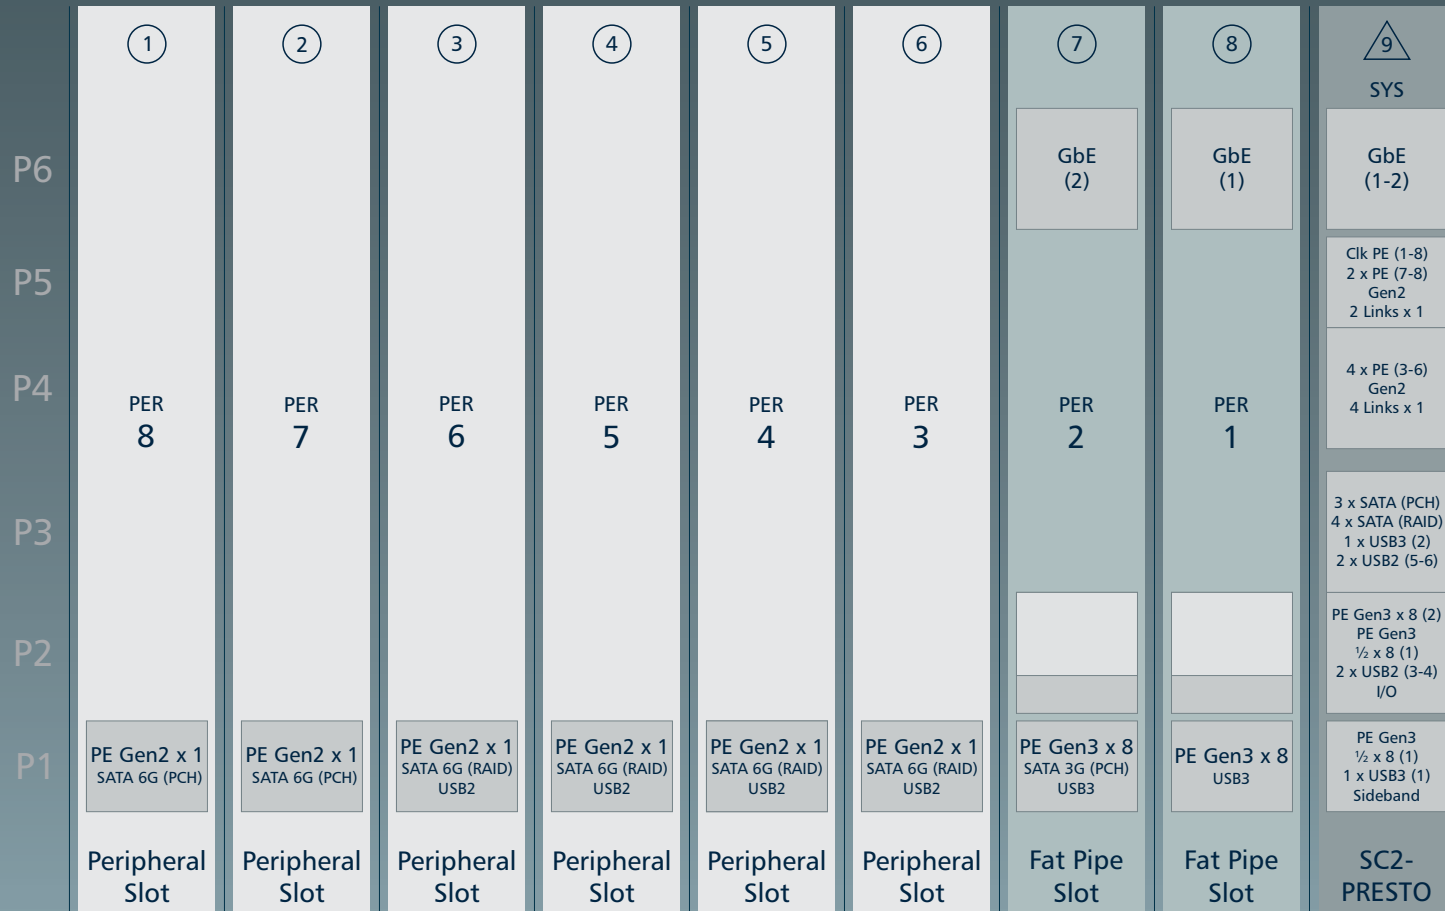 1
2
3
4
5
6
7
8
9
SYS
P6
GbE
(2)
GbE
(1)
GbE
(1-2)
P5
Clk PE (1-8)
2 x PE (7-8)
Gen2
2 Links x 1
P4
PER
8
PER
7
PER
6
PER
5
PER
4
PER
3
PER
2
PER
1
4 x PE (3-6)
Gen2
4 Links x 1
P3
3 x SATA (PCH)
4 x SATA (RAID)
1 x USB3 (2)
2 x USB2 (5-6)
P2
PE Gen3 x 8 (2)
PE Gen3
½ x 8 (1)
2 x USB2 (3-4)
I/O
P1
PE Gen2 x 1
SATA 6G (PCH)
PE Gen2 x 1
SATA 6G (PCH)
PE Gen2 x 1
SATA 6G (RAID)
USB2
PE Gen2 x 1
SATA 6G (RAID)
USB2
PE Gen2 x 1
SATA 6G (RAID)
USB2
PE Gen2 x 1
SATA 6G (RAID)
USB2
PE Gen3 x 8
SATA 3G (PCH)
USB3
PE Gen3 x 8
USB3
PE Gen3
½ x 8 (1)
1 x USB3 (1)
Sideband
Peripheral
Slot
Peripheral
Slot
Peripheral
Slot
Peripheral
Slot
Peripheral
Slot
Peripheral
Slot
Fat Pipe
Slot
Fat Pipe
Slot
SC2-
PRESTO